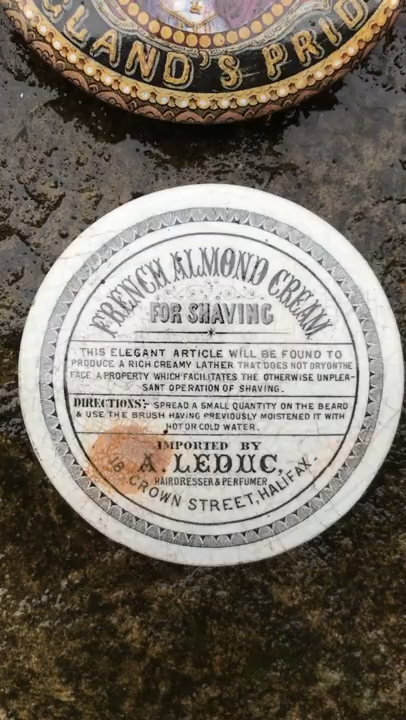 GLAND'S PRID
FRENCH ALMOND CREAM
FOR SHAVING
THIS ELEGANT ARTICLE WILL BE FOUND TO
PRODUCE A RICH CREAMY LATHER THAT DOES NOT DRY ON THE
FACE, A PROPERTY WHICH FACILITATES THE OTHERWISE UNPLEA-
SANT OPERATION OF SHAVING.
DIRECTIONS:- SPREAD A SMALL QUANTITY ON THE BEARD
& USE THE BRUSH HAVING PREVIOUSLY MOISTENED IT WITH
HOT OR COLD WATER.
IMPORTED BY
A. LEDUC,
HAIRDRESSER & PERFUMER
18, CROWN STREET, HALIFAX.